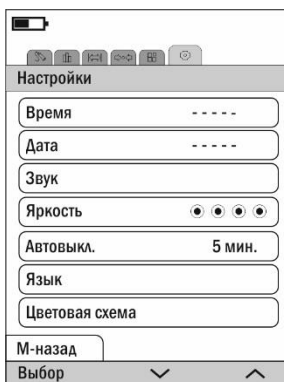 Настройки
Время - - - - -
Дата - - - - -
Звук
Яркость
Автовыкл. 5 мин.
Язык
Цветовая схема
М-назад
Выбор